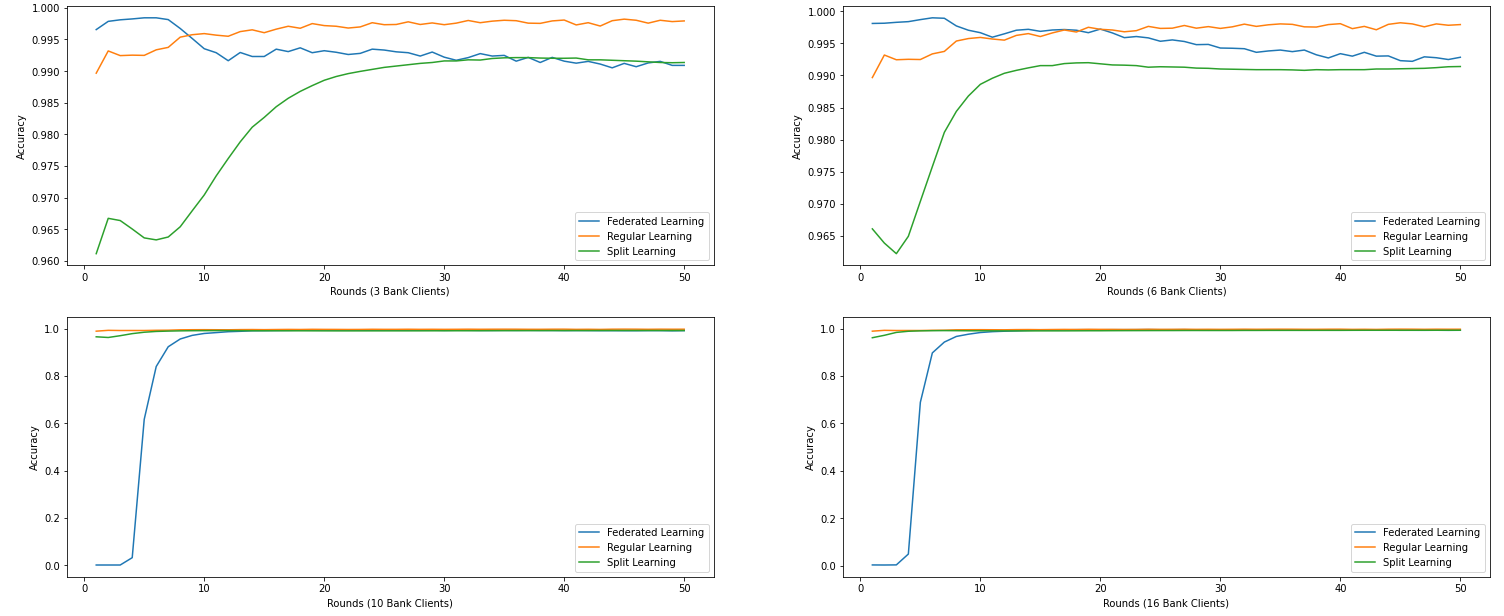 1.000
0.995
0.990
0.985
0.980
0.975
0.970
0.965
0.960
Accuracy
0 10 20 30 40 50
Rounds (3 Bank Clients)
Federated Learning
Regular Learning
Split Learning
1.000
0.995
0.990
0.985
0.980
0.975
0.970
0.965
Accuracy
0 10 20 30 40 50
Rounds (6 Bank Clients)
Federated Learning
Regular Learning
Split Learning
1.0
0.8
0.6
0.4
0.2
0.0
Accuracy
0 10 20 30 40 50
Rounds (10 Bank Clients)
Federated Learning
Regular Learning
Split Learning
1.0
0.8
0.6
0.4
0.2
0.0
Accuracy
0 10 20 30 40 50
Rounds (16 Bank Clients)
Federated Learning
Regular Learning
Split Learning